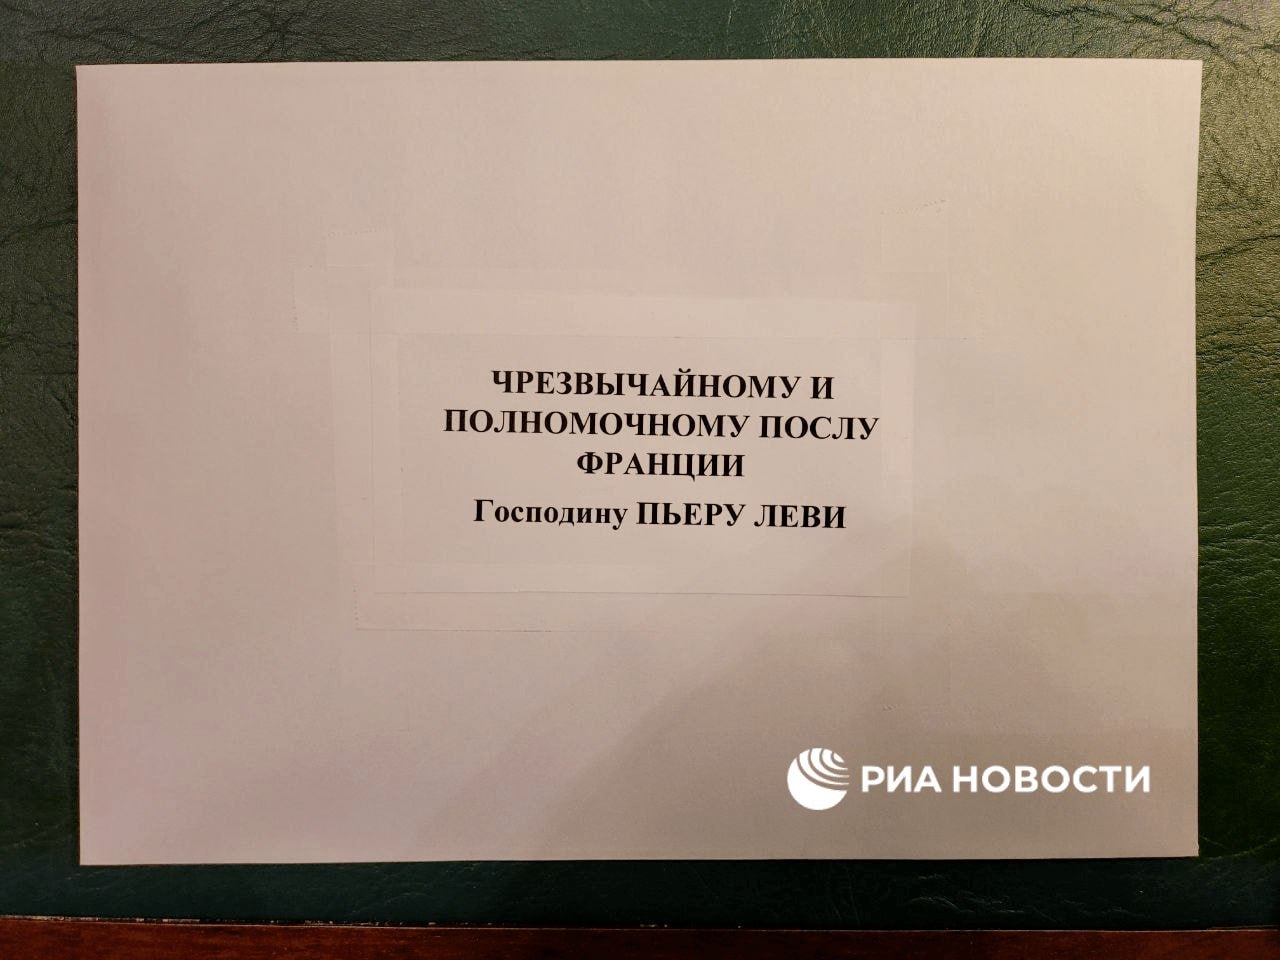 ЧРЕЗВЫЧАЙНОМУ И
ПОЛНОМОЧНОМУ ПОСЛУ
ФРАНЦИИ
Господину ПЬЕРУ ЛЕВИ
РИА НОВОСТИ